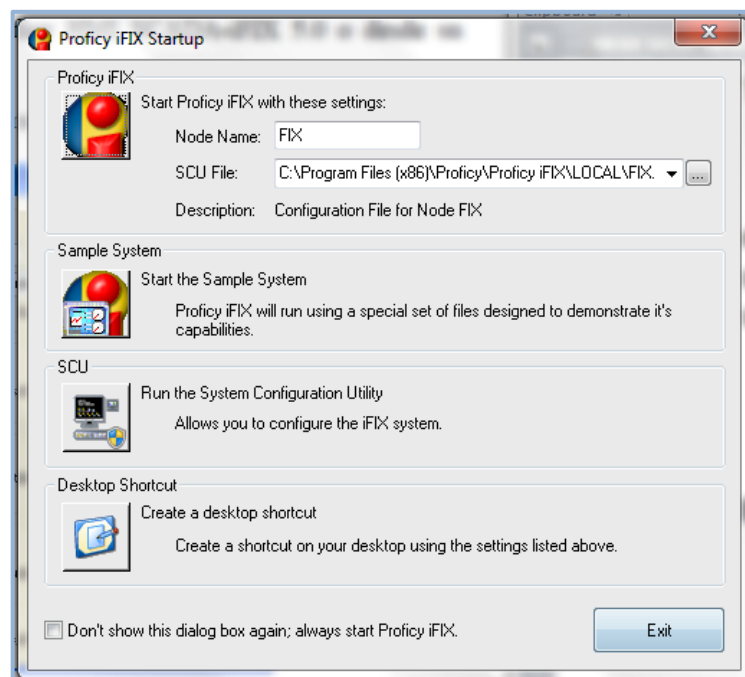 Proficy iFIX Startup
Proficy iFIX
Start Proficy iFIX with these settings:
Node Name: FIX
SCU File: C:\Program Files (x86)\Proficy\Proficy iFIX\LOCAL\FIX. ...
Description: Configuration File for Node FIX
Sample System
Start the Sample System
Proficy iFIX will run using a special set of files designed to demonstrate it's
capabilities.
SCU
Run the System Configuration Utility
Allows you to configure the iFIX system.
Desktop Shortcut
Create a desktop shortcut
Create a shortcut on your desktop using the settings listed above.
Don't show this dialog box again; always start Proficy iFIX.
Exit